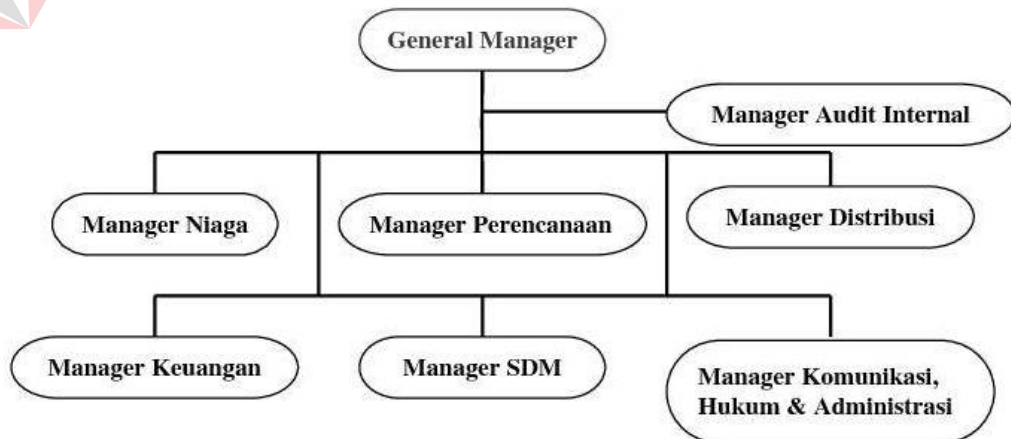 General Manager
Manager Audit Internal
Manager Niaga
Manager Perencanaan
Manager Distribusi
Manager Keuangan
Manager SDM
Manager Komunikasi,
Hukum & Administrasi